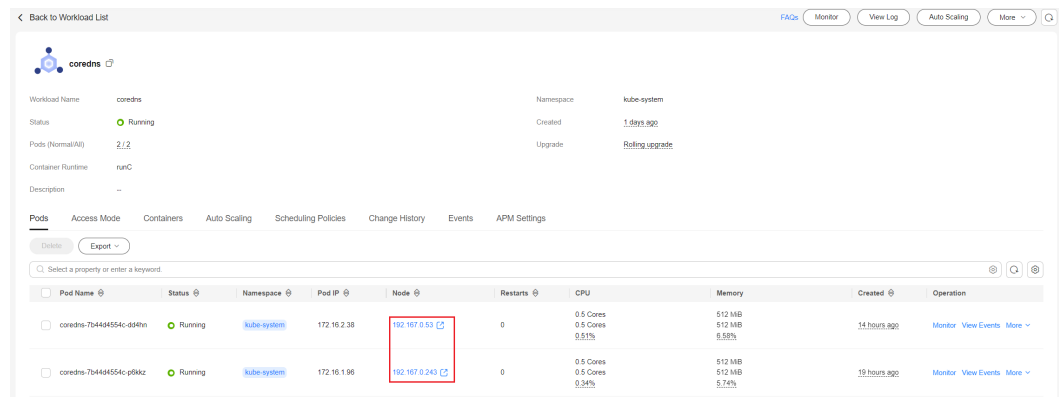 Back to Workload List FAQs Monitor View Log Auto Scaling More
coredns
Workload Name coredns Namespace kube-system
Status Running Created 1 days ago
Pods (Normal/All) 2 / 2 Upgrade Rolling upgrade
Container Runtime runC
Description --
Pods Access Mode Containers Auto Scaling Scheduling Policies Change History Events APM Settings
Delete Export
Select a property or enter a keyword.
Pod Name Status Namespace Pod IP Node Restarts CPU Memory Created Operation
0.5 Cores 512 MiB
coredns-7b44d4554c-dd4hn Running kube-system 172.16.2.38 192.167.0.53 0 0.5 Cores 512 MiB 14 hours ago Monitor View Events More
0.51% 6.58%
0.5 Cores 512 MiB
coredns-7b44d4554c-p6kkz Running kube-system 172.16.1.96 192.167.0.243 0 0.5 Cores 512 MiB 19 hours ago Monitor View Events More
0.34% 5.74%